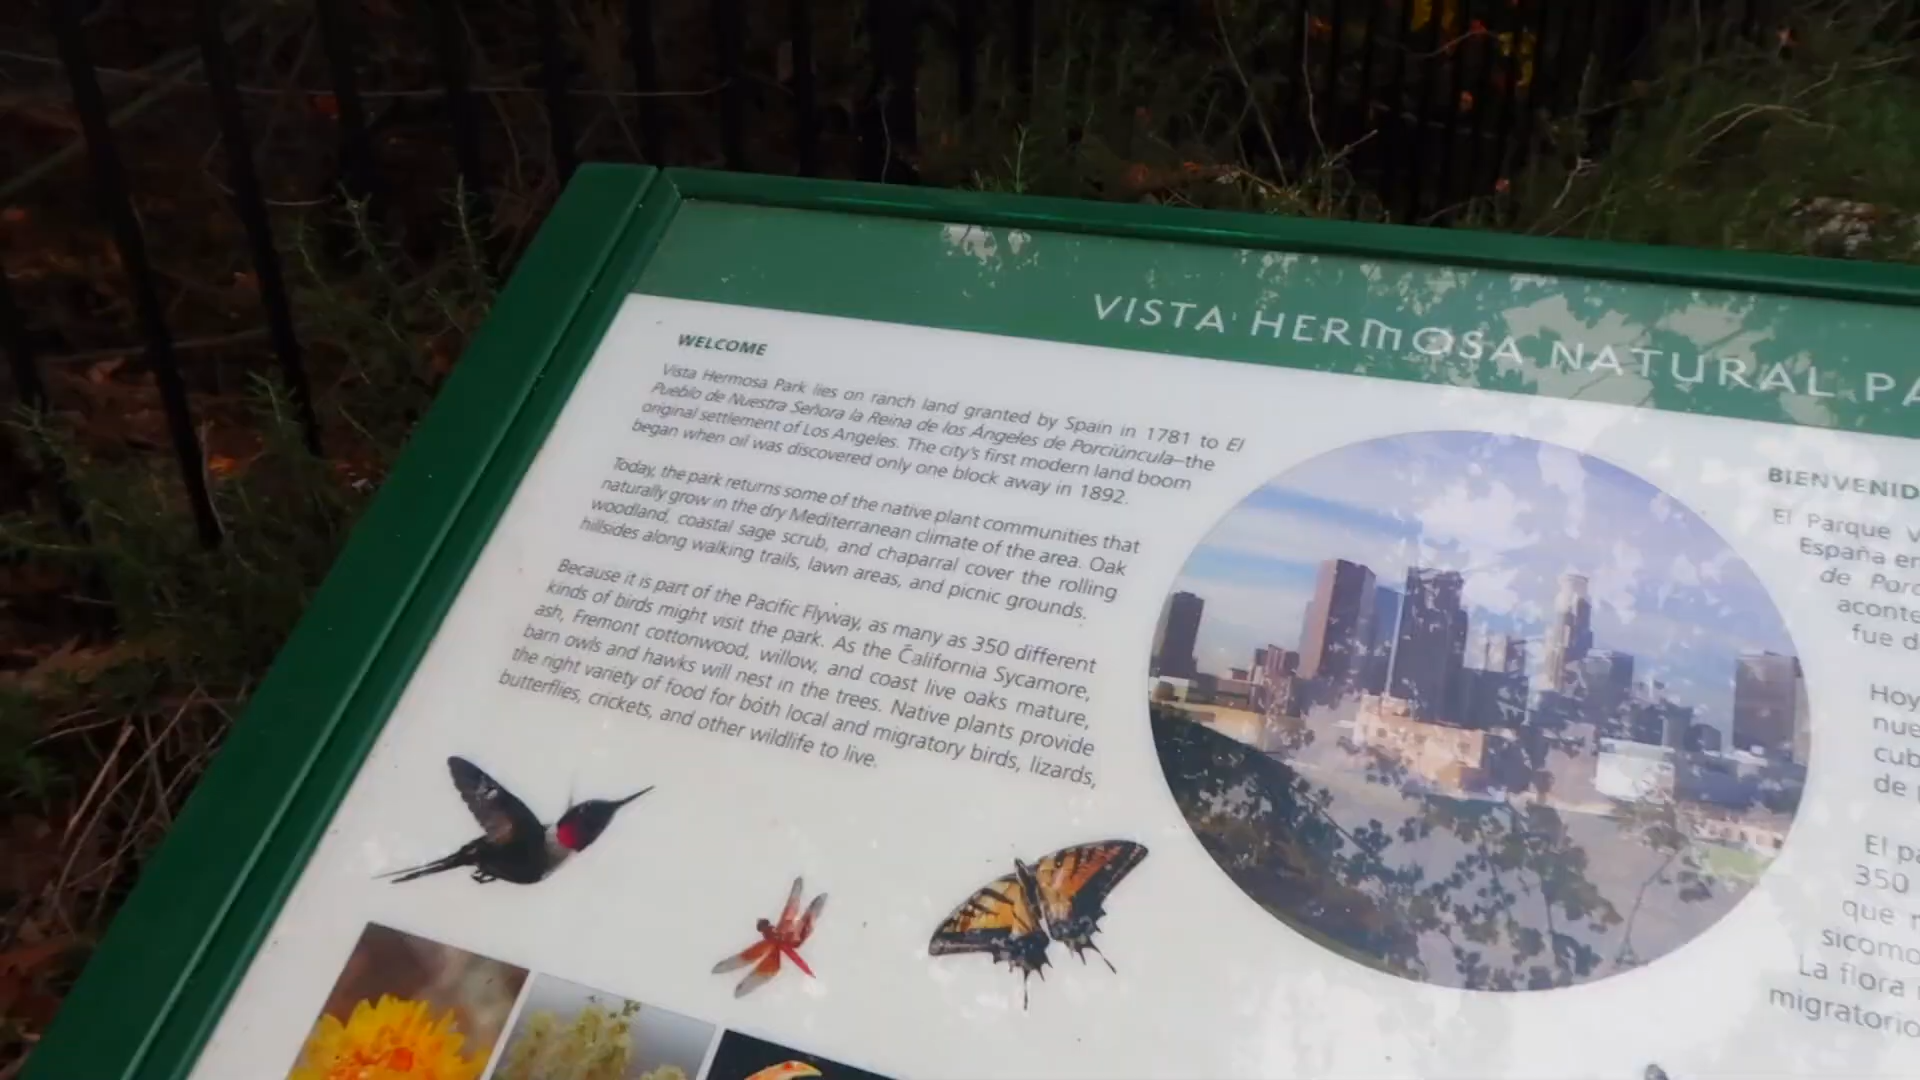 VISTA HERMOSA NATURAL
WELCOME
Vista Hermosa Park lies on ranch land granted by Spain in 1781 to El
Pueblo de Nuestra Señora la Reina de los Ángeles de Porciúncula—the
original settlement of Los Angeles. The city's first modern land boom
began when oil was discovered only one block away in 1892.
Today, the park returns some of the native plant communities that
naturally grow in the dry Mediterranean climate of the area. Oak
woodland, coastal sage scrub, and chaparral cover the rolling
hillsides along walking trails, lawn areas, and picnic grounds.
Because it is part of the Pacific Flyway, as many as 350 different
kinds of birds might visit the park. As the California Sycamore,
ash, Fremont cottonwood, willow, and coast live oaks mature,
barn owls and hawks will nest in the trees. Native plants provide
the right variety of food for both local and migratory birds, lizards,
butterflies, crickets, and other wildlife to live.
BIENVENID
El Parque V
España en
de Porc
aconte
fue d
Hoy
nue
cub
de
El pa
350
que
sicomo
La flora
migratorio